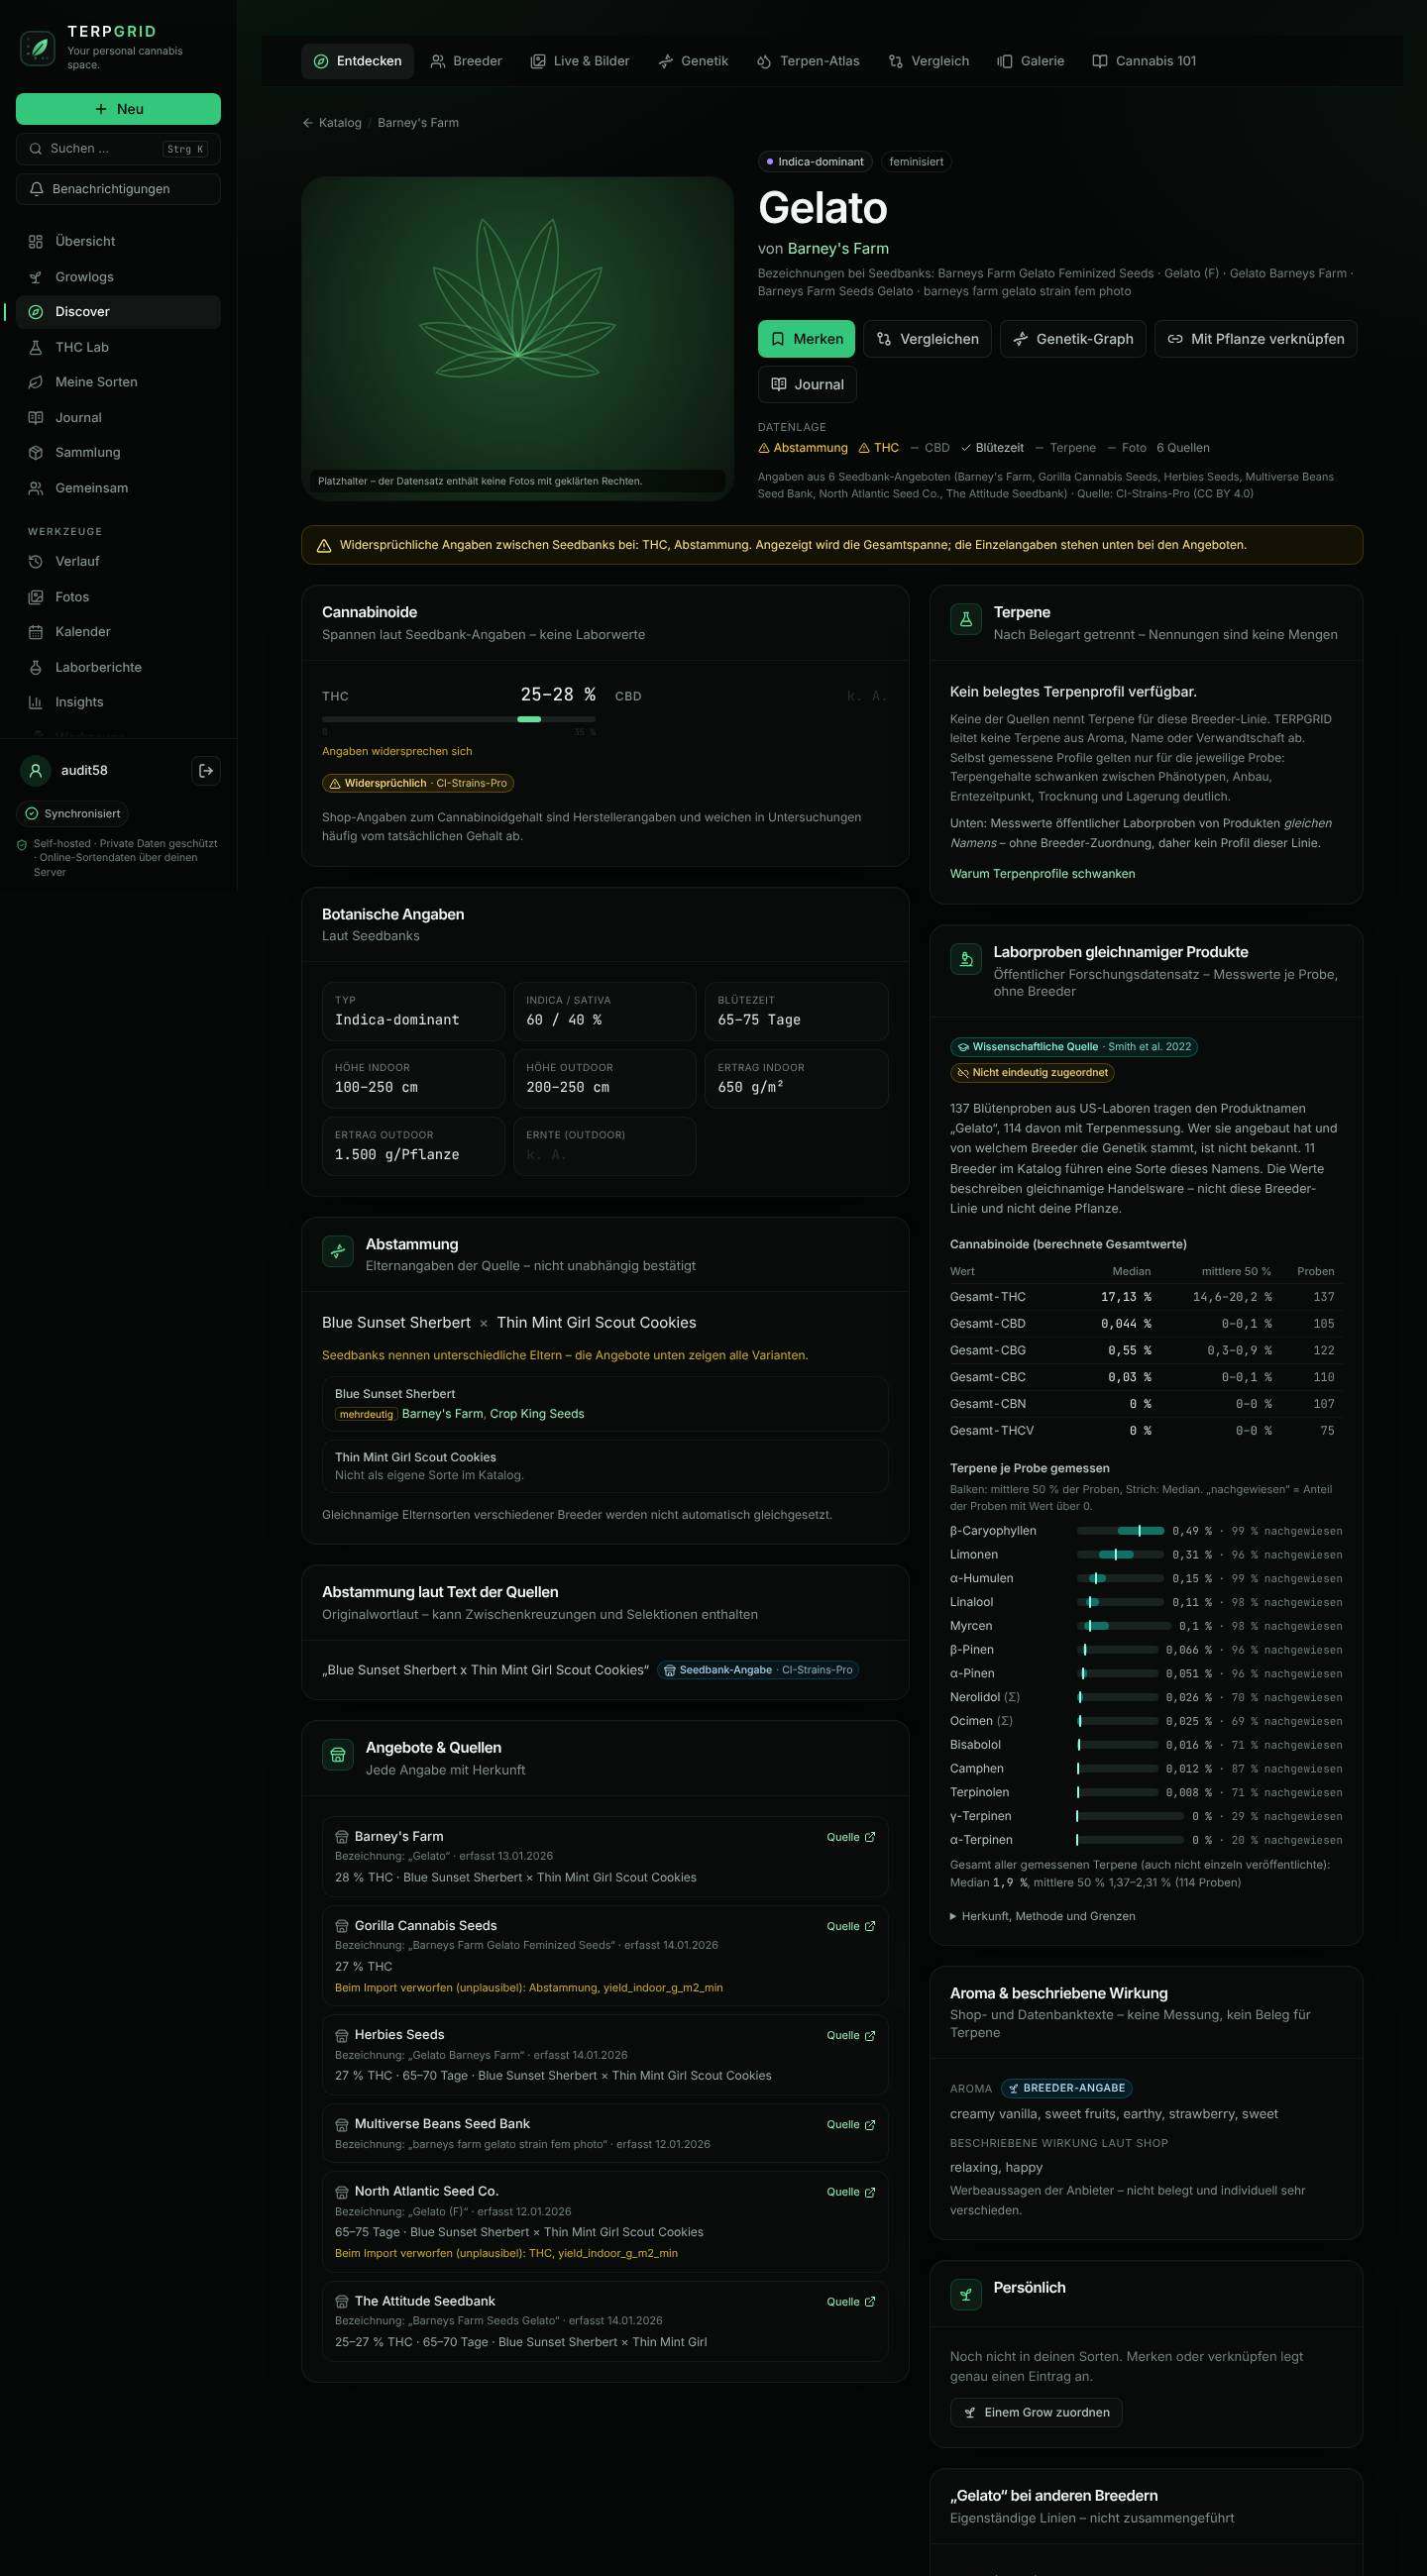 TERPGRID
Your personal cannabis
space.
Neu
Suchen ...
Strg K
Benachrichtigungen
Übersicht
Growlogs
Discover
THC Lab
Meine Sorten
Journal
Sammlung
Gemeinsam
WERKZEUGE
Verlauf
Fotos
Kalender
Laborberichte
Insights
audit58
Synchronisiert
Self-hosted · Private Daten geschützt
· Online-Sortendaten über deinen
Server
Entdecken
Breeder
Live & Bilder
Genetik
Terpen-Atlas
Vergleich
Galerie
Cannabis 101
Katalog / Barney's Farm
Platzhalter – der Datensatz enthält keine Fotos mit geklärten Rechten.
Indica-dominant
feminisiert
Gelato
von Barney's Farm
Bezeichnungen bei Seedbanks: Barneys Farm Gelato Feminized Seeds · Gelato (F) · Gelato Barneys Farm ·
Barneys Farm Seeds Gelato · barneys farm gelato strain fem photo
Merken
Vergleichen
Genetik-Graph
Mit Pflanze verknüpfen
Journal
DATENLAGE
Abstammung THC – CBD Blütezeit – Terpene – Foto 6 Quellen
Angaben aus 6 Seedbank-Angeboten (Barney's Farm, Gorilla Cannabis Seeds, Herbies Seeds, Multiverse Beans
Seed Bank, North Atlantic Seed Co., The Attitude Seedbank) · Quelle: CI-Strains-Pro (CC BY 4.0)
Widersprüchliche Angaben zwischen Seedbanks bei: THC, Abstammung. Angezeigt wird die Gesamtspanne; die Einzelangaben stehen unten bei den Angeboten.
Cannabinoide
Spannen laut Seedbank-Angaben – keine Laborwerte
THC 25–28 % CBD k. A.
0 35 %
Angaben widersprechen sich
Widersprüchlich · CI-Strains-Pro
Shop-Angaben zum Cannabinoidgehalt sind Herstellerangaben und weichen in Untersuchungen
häufig vom tatsächlichen Gehalt ab.
Botanische Angaben
Laut Seedbanks
TYP
Indica-dominant
INDICA / SATIVA
60 / 40 %
BLÜTEZEIT
65–75 Tage
HÖHE INDOOR
100–250 cm
HÖHE OUTDOOR
200–250 cm
ERTRAG INDOOR
650 g/m²
ERTRAG OUTDOOR
1.500 g/Pflanze
ERNTE (OUTDOOR)
k. A.
Abstammung
Elternangaben der Quelle – nicht unabhängig bestätigt
Blue Sunset Sherbert × Thin Mint Girl Scout Cookies
Seedbanks nennen unterschiedliche Eltern – die Angebote unten zeigen alle Varianten.
Blue Sunset Sherbert
mehrdeutig Barney's Farm, Crop King Seeds
Thin Mint Girl Scout Cookies
Nicht als eigene Sorte im Katalog.
Gleichnamige Elternsorten verschiedener Breeder werden nicht automatisch gleichgesetzt.
Abstammung laut Text der Quellen
Originalwortlaut – kann Zwischenkreuzungen und Selektionen enthalten
„Blue Sunset Sherbert x Thin Mint Girl Scout Cookies“ Seedbank-Angabe · CI-Strains-Pro
Angebote & Quellen
Jede Angabe mit Herkunft
Barney's Farm Quelle
Bezeichnung: „Gelato“ · erfasst 13.01.2026
28 % THC · Blue Sunset Sherbert × Thin Mint Girl Scout Cookies
Gorilla Cannabis Seeds Quelle
Bezeichnung: „Barneys Farm Gelato Feminized Seeds“ · erfasst 14.01.2026
27 % THC
Beim Import verworfen (unplausibel): Abstammung, yield_indoor_g_m2_min
Herbies Seeds Quelle
Bezeichnung: „Gelato Barneys Farm“ · erfasst 14.01.2026
27 % THC · 65–70 Tage · Blue Sunset Sherbert × Thin Mint Girl Scout Cookies
Multiverse Beans Seed Bank Quelle
Bezeichnung: „barneys farm gelato strain fem photo“ · erfasst 12.01.2026
North Atlantic Seed Co. Quelle
Bezeichnung: „Gelato (F)“ · erfasst 12.01.2026
65–75 Tage · Blue Sunset Sherbert × Thin Mint Girl Scout Cookies
Beim Import verworfen (unplausibel): THC, yield_indoor_g_m2_min
The Attitude Seedbank Quelle
Bezeichnung: „Barneys Farm Seeds Gelato“ · erfasst 14.01.2026
25–27 % THC · 65–70 Tage · Blue Sunset Sherbert × Thin Mint Girl
Terpene
Nach Belegart getrennt – Nennungen sind keine Mengen
Kein belegtes Terpenprofil verfügbar.
Keine der Quellen nennt Terpene für diese Breeder-Linie. TERPGRID
leitet keine Terpene aus Aroma, Name oder Verwandtschaft ab.
Selbst gemessene Profile gelten nur für die jeweilige Probe:
Terpengehalte schwanken zwischen Phänotypen, Anbau,
Erntezeitpunkt, Trocknung und Lagerung deutlich.
Unten: Messwerte öffentlicher Laborproben von Produkten gleichen
Namens – ohne Breeder-Zuordnung, daher kein Profil dieser Linie.
Warum Terpenprofile schwanken
Laborproben gleichnamiger Produkte
Öffentlicher Forschungsdatensatz – Messwerte je Probe,
ohne Breeder
Wissenschaftliche Quelle · Smith et al. 2022
Nicht eindeutig zugeordnet
137 Blütenproben aus US-Laboren tragen den Produktnamen
„Gelato“, 114 davon mit Terpenmessung. Wer sie angebaut hat und
von welchem Breeder die Genetik stammt, ist nicht bekannt. 11
Breeder im Katalog führen eine Sorte dieses Namens. Die Werte
beschreiben gleichnamige Handelsware – nicht diese Breeder-
Linie und nicht deine Pflanze.
Cannabinoide (berechnete Gesamtwerte)
Wert Median mittlere 50 % Proben
Gesamt-THC 17,13 % 14,6–20,2 % 137
Gesamt-CBD 0,044 % 0–0,1 % 105
Gesamt-CBG 0,55 % 0,3–0,9 % 122
Gesamt-CBC 0,03 % 0–0,1 % 110
Gesamt-CBN 0 % 0–0 % 107
Gesamt-THCV 0 % 0–0 % 75
Terpene je Probe gemessen
Balken: mittlere 50 % der Proben, Strich: Median. „nachgewiesen“ = Anteil
der Proben mit Wert über 0.
β-Caryophyllen 0,49 % · 99 % nachgewiesen
Limonen 0,31 % · 96 % nachgewiesen
α-Humulen 0,15 % · 99 % nachgewiesen
Linalool 0,11 % · 98 % nachgewiesen
Myrcen 0,1 % · 98 % nachgewiesen
β-Pinen 0,066 % · 96 % nachgewiesen
α-Pinen 0,051 % · 96 % nachgewiesen
Nerolidol (Σ) 0,026 % · 70 % nachgewiesen
Ocimen (Σ) 0,025 % · 69 % nachgewiesen
Bisabolol 0,016 % · 71 % nachgewiesen
Camphen 0,012 % · 87 % nachgewiesen
Terpinolen 0,008 % · 71 % nachgewiesen
γ-Terpinen 0 % · 29 % nachgewiesen
α-Terpinen 0 % · 20 % nachgewiesen
Gesamt aller gemessenen Terpene (auch nicht einzeln veröffentlichte):
Median 1,9 %, mittlere 50 % 1,37–2,31 % (114 Proben)
Herkunft, Methode und Grenzen
Aroma & beschriebene Wirkung
Shop- und Datenbanktexte – keine Messung, kein Beleg für
Terpene
AROMA BREEDER-ANGABE
creamy vanilla, sweet fruits, earthy, strawberry, sweet
BESCHRIEBENE WIRKUNG LAUT SHOP
relaxing, happy
Werbeaussagen der Anbieter – nicht belegt und individuell sehr
verschieden.
Persönlich
Noch nicht in deinen Sorten. Merken oder verknüpfen legt
genau einen Eintrag an.
Einem Grow zuordnen
„Gelato“ bei anderen Breedern
Eigenständige Linien – nicht zusammengeführt